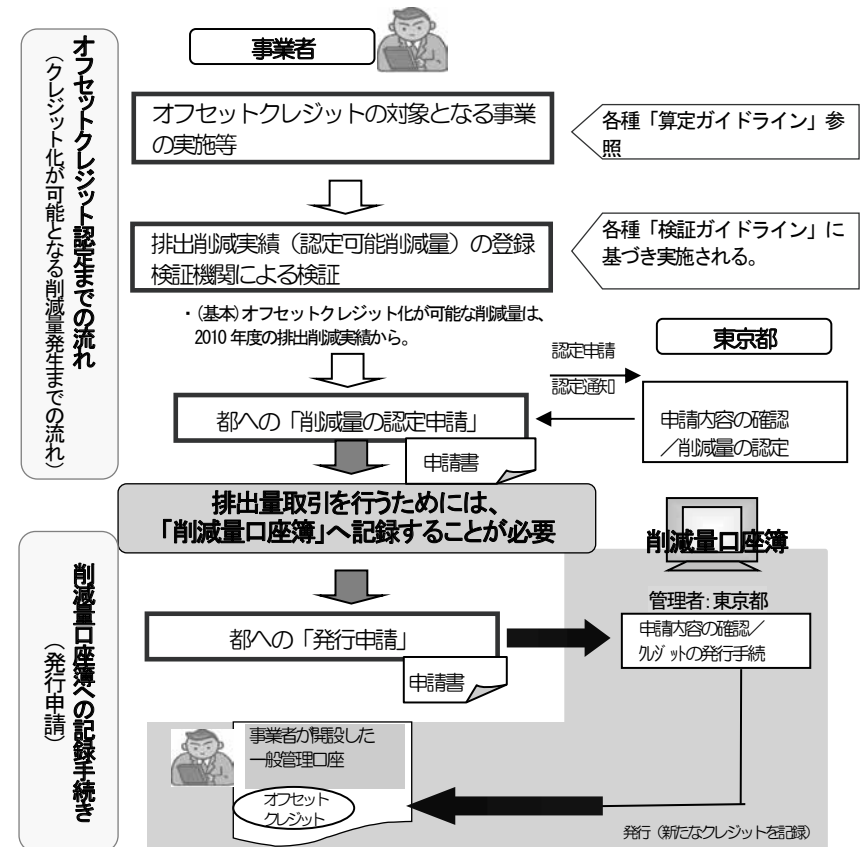 オフセットクレジット認定までの流れ
（クレジット化が可能となる削減量発生までの流れ）
事業者
オフセットクレジットの対象となる事業
の実施等
各種「算定ガイドライン」参
照
排出削減実績（認定可能削減量）の登録
検証機関による検証
各種「検証ガイドライン」に
基づき実施される。
・（基本）オフセットクレジット化が可能な削減量は、
2010 年度の排出削減実績から。
東京都
認定申請
認定通知
都への「削減量の認定申請」
申請書
申請内容の確認
／削減量の認定
排出量取引を行うためには、
「削減量口座簿」へ記録することが必要
削減量口座簿への記録手続き
（発行申請）
削減量口座簿
管理者：東京都
都への「発行申請」
申請書
申請内容の確認／
ｸﾚｼﾞｯﾄの発行手続
事業者が開設した
一般管理口座
オフセット
クレジット
発行（新たなクレジットを記録）